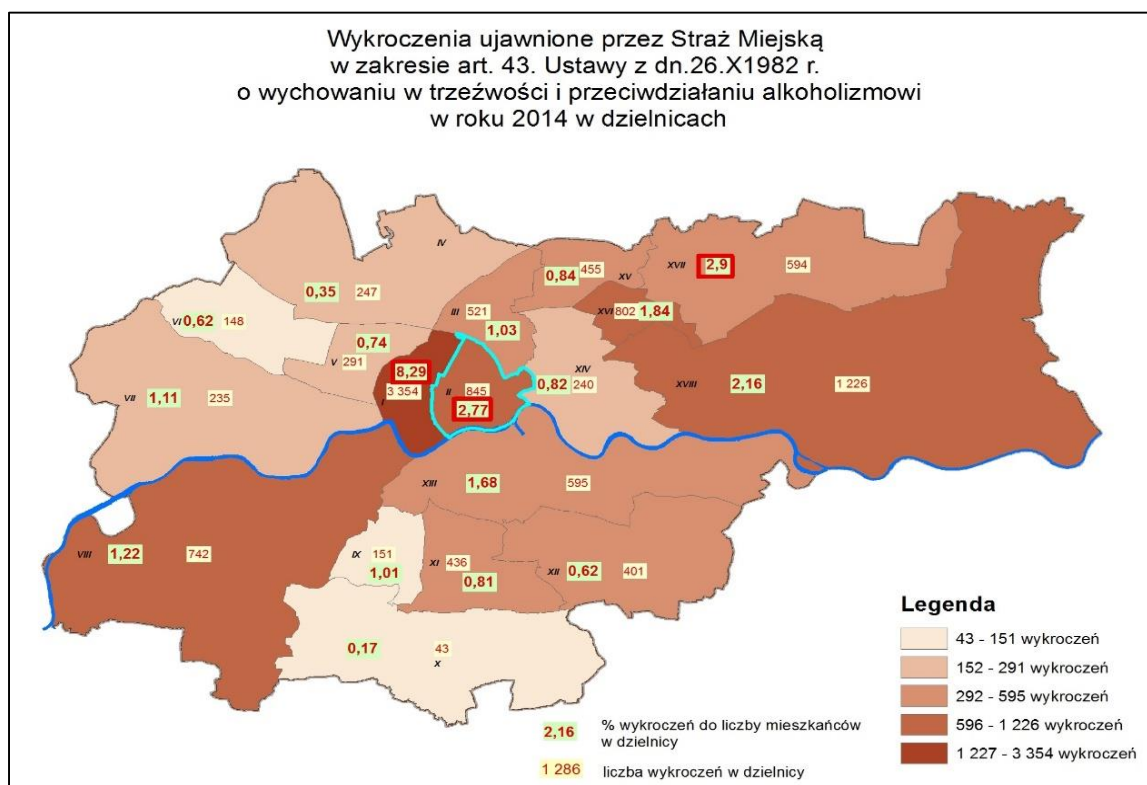 Wykroczenia ujawnione przez Straż Miejską
w zakresie art. 43. Ustawy z dn.26.X1982 r.
o wychowaniu w trzeźwości i przeciwdziałaniu alkoholizmowi
w roku 2014 w dzielnicach
IV
0,35 247
VI 0,62 148
V 0,74 291
VII 1,11 235
I 8,29 3 354
II 845 2,77
III 521 1,03
0,84 455 XV
XVI 802 1,84
XVII 2,9 594
0,82 XIV 240
XVIII 2,16 1 226
XIII 1,68 595
VIII 1,22 742
IX 151 1,01
XI 436 0,81
XII 0,62 401
0,17 43 X
2,16 % wykroczeń do liczby mieszkańców
w dzielnicy
1 286 liczba wykroczeń w dzielnicy
Legenda
43 - 151 wykroczeń
152 - 291 wykroczeń
292 - 595 wykroczeń
596 - 1 226 wykroczeń
1 227 - 3 354 wykroczeń